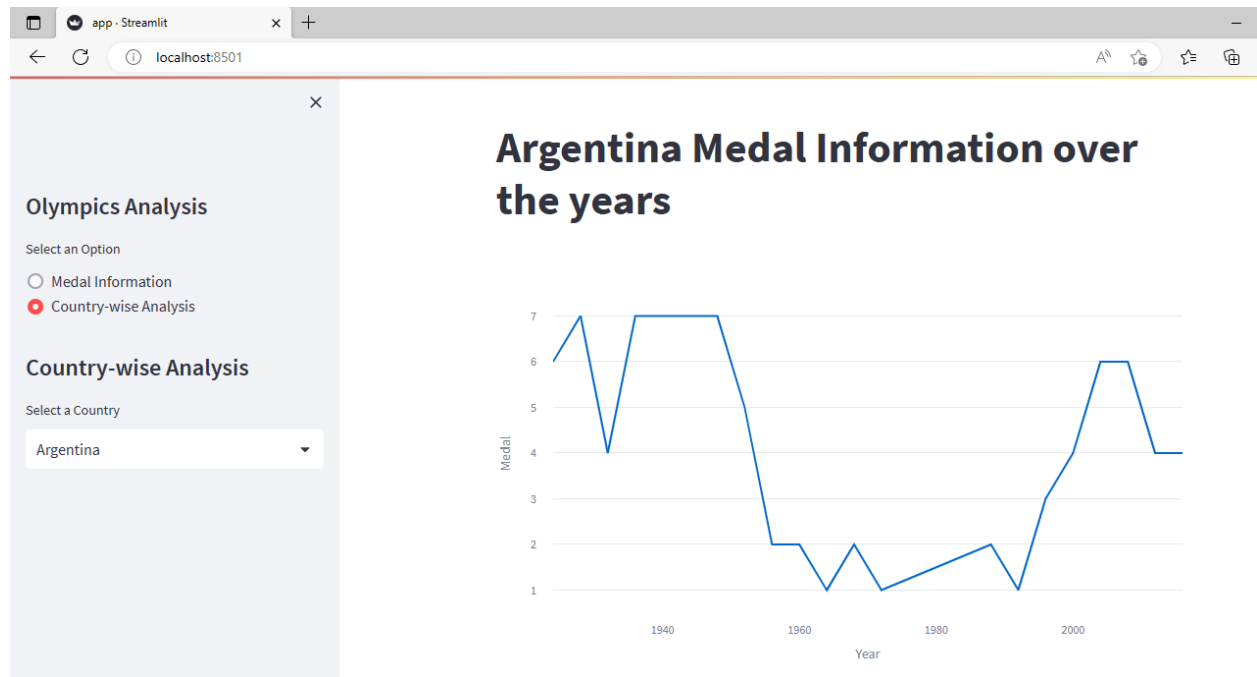 app · Streamlit
localhost:8501
Olympics Analysis
Select an Option
Medal Information
Country-wise Analysis
Country-wise Analysis
Select a Country
Argentina
Argentina Medal Information over
the years
7
6
5
4
3
2
1
Medal
1940 1960 1980 2000
Year